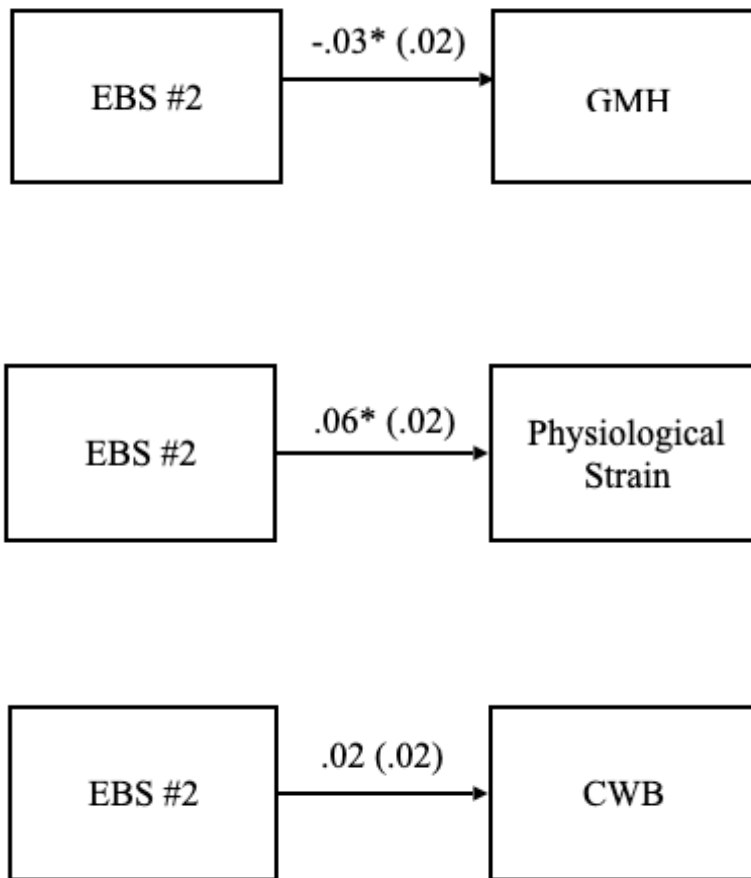 -.03* (.02)
EBS #2
GMH
.06* (.02)
EBS #2
Physiological
Strain
.02 (.02)
EBS #2
CWB